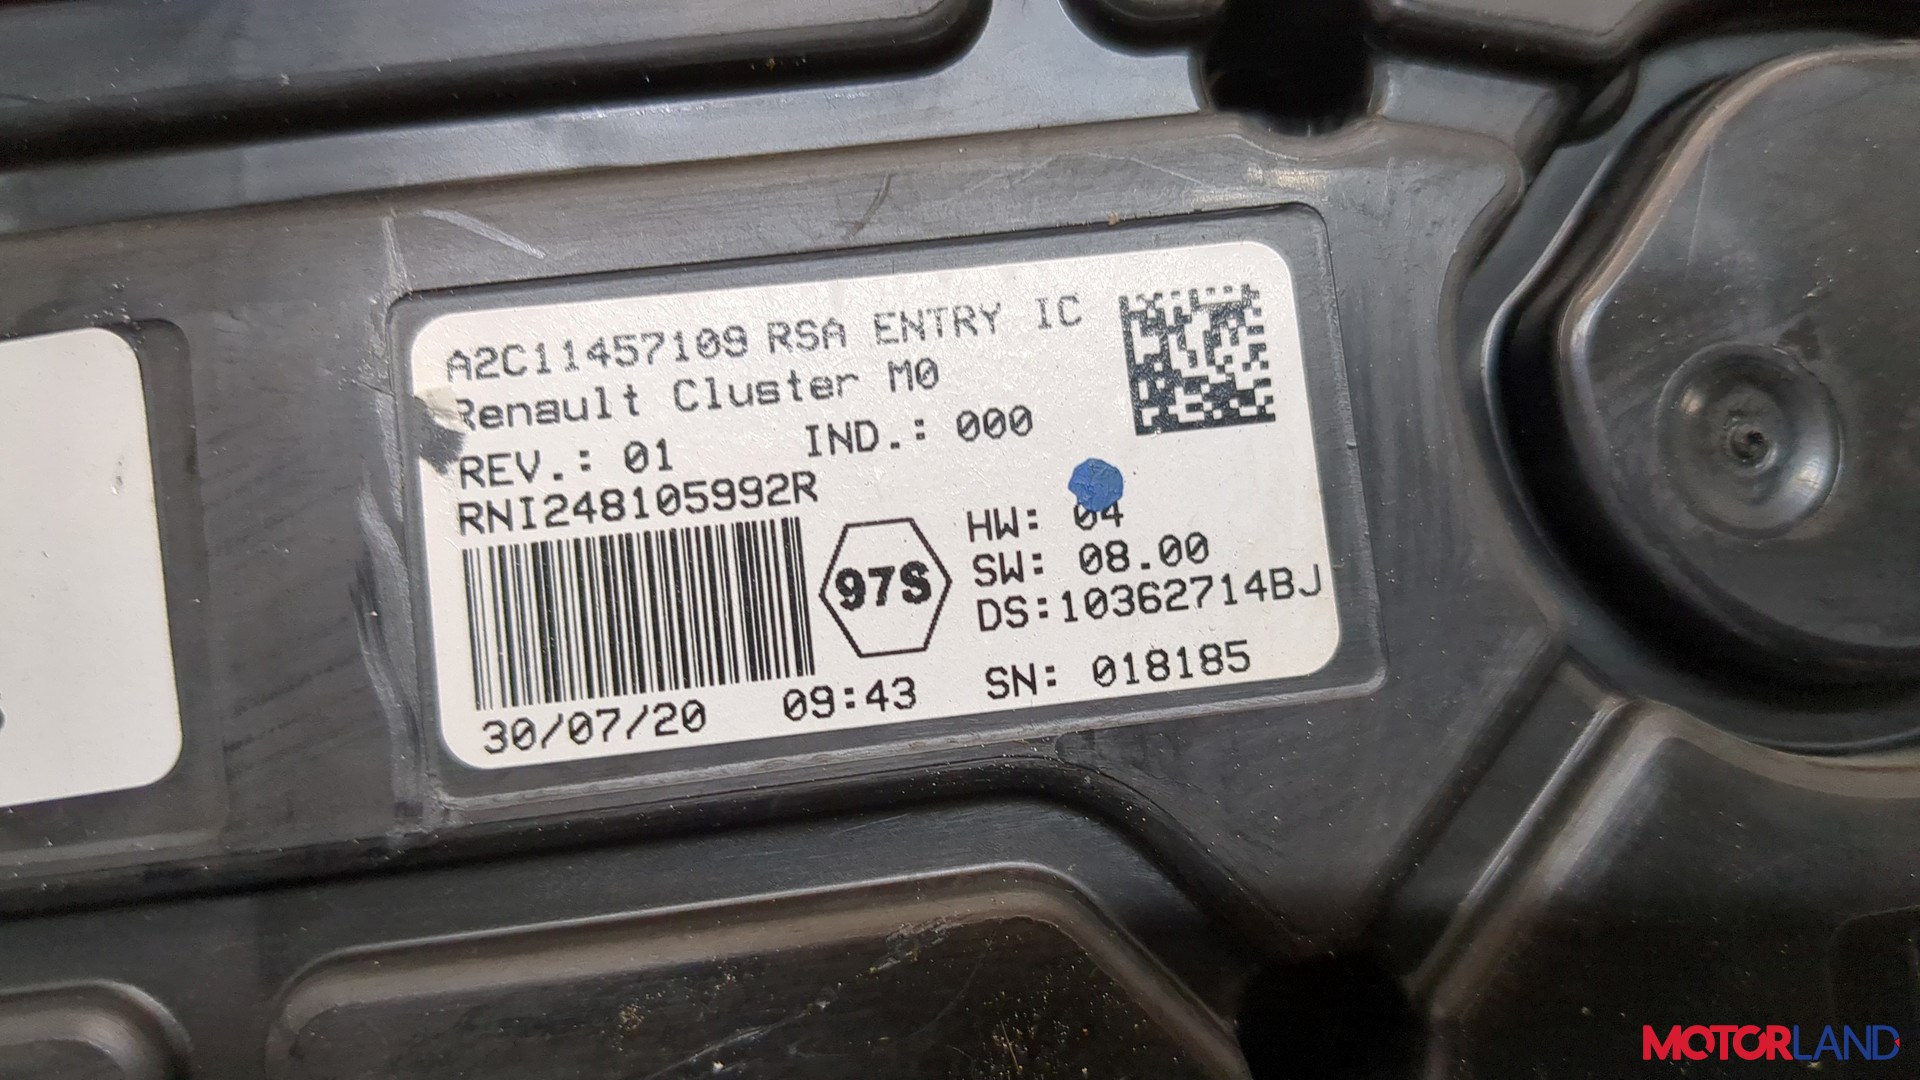 A2C11457109 RSA ENTRY IC
Renault Cluster M0
REV.: 01 IND.: 000
RNI248105992R
97S
HW: 04
SW: 08.00
DS:10362714BJ
30/07/20 09:43 SN: 018185
MOTORLAND